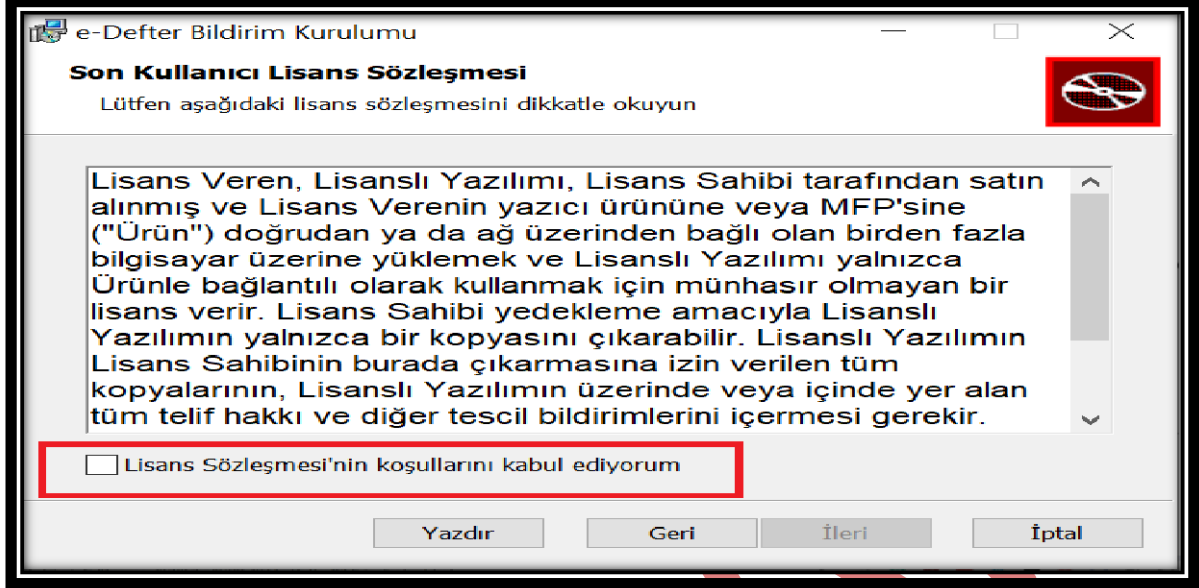 e-Defter Bildirim Kurulumu
Son Kullanıcı Lisans Sözleşmesi
Lütfen aşağıdaki lisans sözleşmesini dikkatle okuyun
Lisans Veren, Lisanslı Yazılımı, Lisans Sahibi tarafından satın
alınmış ve Lisans Verenin yazıcı ürününe veya MFP'sine
("Ürün") doğrudan ya da ağ üzerinden bağlı olan birden fazla
bilgisayar üzerine yüklemek ve Lisanslı Yazılımı yalnızca
Ürünle bağlantılı olarak kullanmak için münhasır olmayan bir
lisans verir. Lisans Sahibi yedekleme amacıyla Lisanslı
Yazılımın yalnızca bir kopyasını çıkarabilir. Lisanslı Yazılımın
Lisans Sahibinin burada çıkarmasına izin verilen tüm
kopyalarının, Lisanslı Yazılımın üzerinde veya içinde yer alan
tüm telif hakkı ve diğer tescil bildirimlerini içermesi gerekir.
Lisans Sözleşmesi'nin koşullarını kabul ediyorum
Yazdır Geri İleri İptal